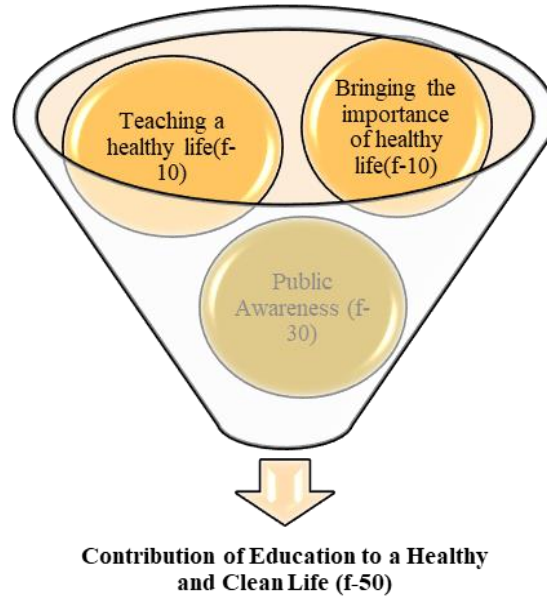 Teaching a
healthy life(f-
10)
Bringing the
importance
of healthy
life(f-10)
Public
Awareness (f-
30)
Contribution of Education to a Healthy
and Clean Life (f-50)